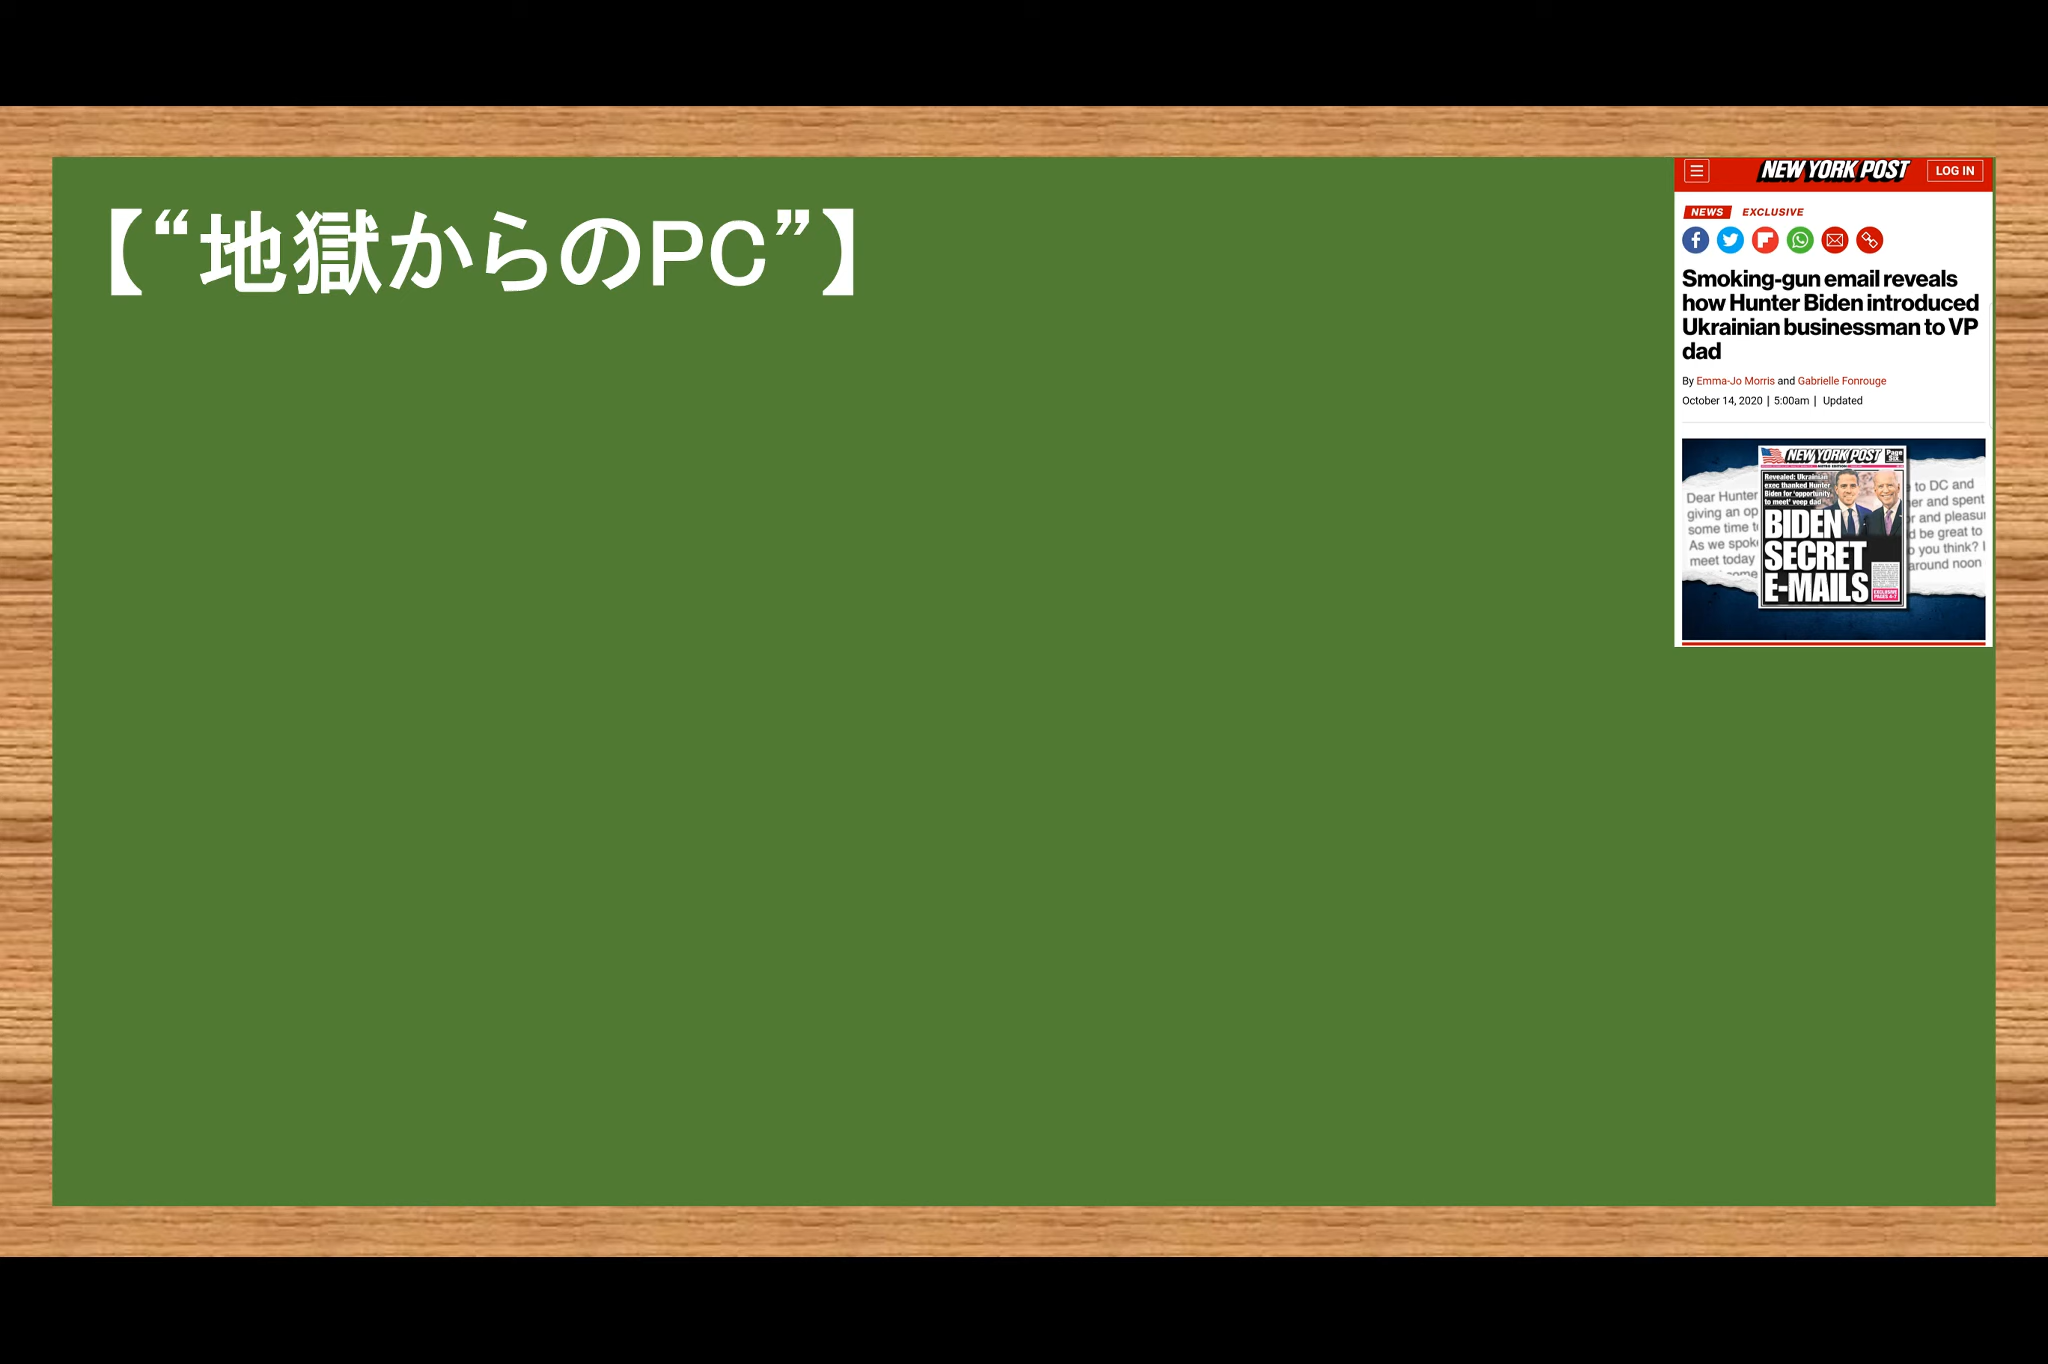 【“地獄からのPC”】
NEW YORK POST
LOG IN
NEWS EXCLUSIVE
Smoking-gun email reveals
how Hunter Biden introduced
Ukrainian businessman to VP
dad
By Emma-Jo Morris and Gabrielle Fonrouge
October 14, 2020 | 5:00am | Updated
NEW YORK POST
Page Six
Revealed: Ukrainian
exec thanked Hunter
Biden for 'opportunity
to meet' veep dad
BIDEN
SECRET
E-MAILS
EXCLUSIVE
Dear Hunter
giving an op
some time t
As we spok
meet today
to DC and
er and spent
r and pleasu
d be great to
o you think? I
around noon